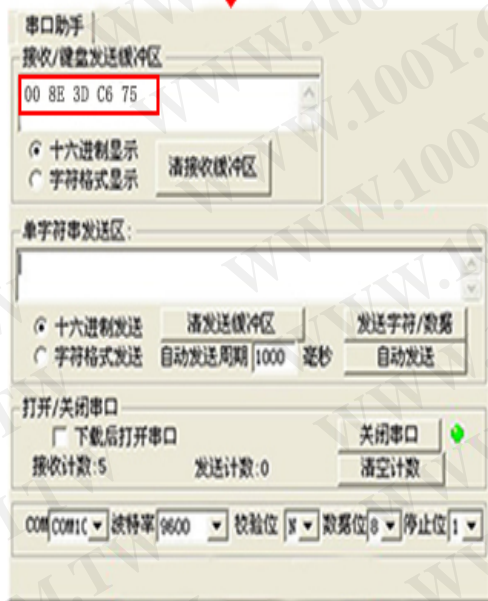 串口助手
接收/键盘发送缓冲区
00 8E 3D C6 75
十六进制显示
字符格式显示
清接收缓冲区
单字符串发送区:
十六进制发送
清发送缓冲区
发送字符/数据
字符格式发送
自动发送周期 1000 毫秒
自动发送
打开/关闭串口
下载后打开串口
关闭串口
接收计数:5
发送计数:0
清空计数
COM COM1( 波特率 9600 校验位 N 数据位 8 停止位 1
WWW.100Y.C